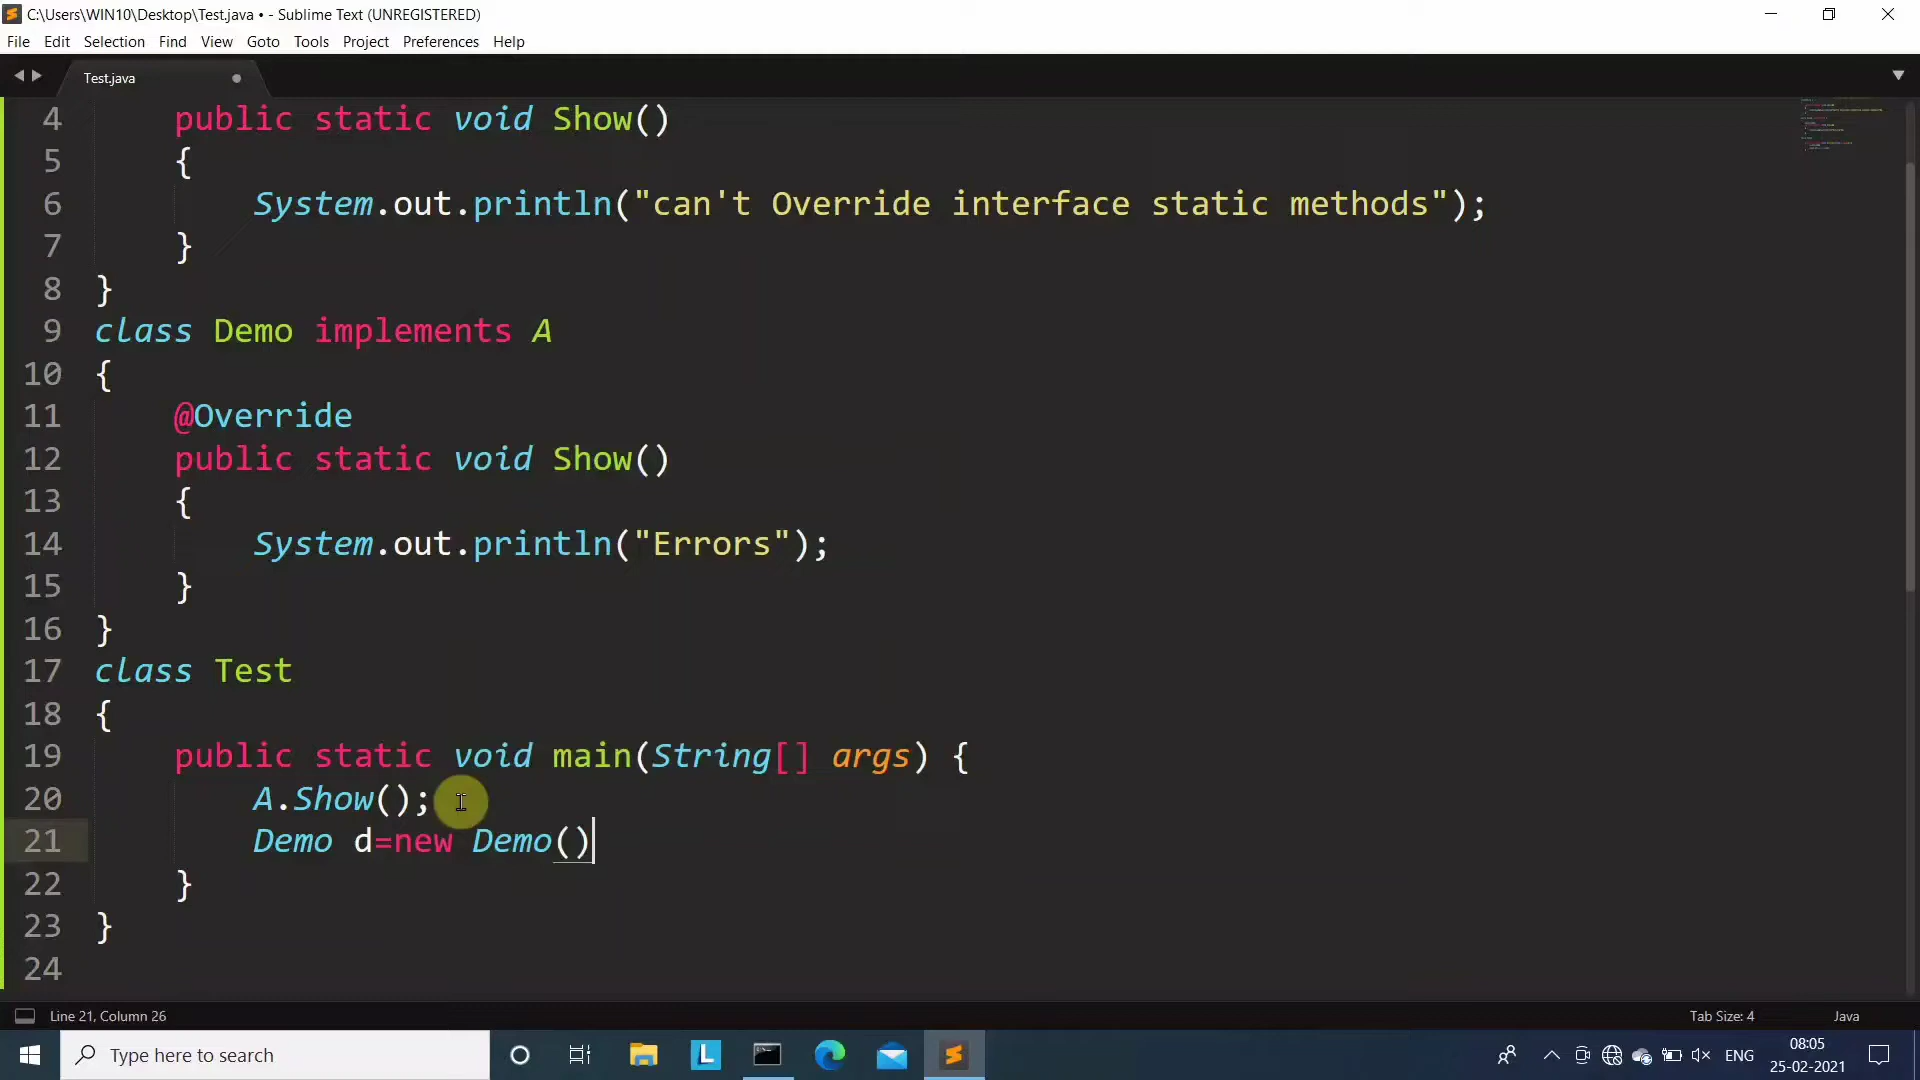 C:\Users\WIN10\Desktop\Test.java • - Sublime Text (UNREGISTERED)
File Edit Selection Find View Goto Tools Project Preferences Help
Test.java
4 public static void Show()
5 {
6 System.out.println("can't Override interface static methods");
7 }
8 }
9 class Demo implements A
10 {
11 @Override
12 public static void Show()
13 {
14 System.out.println("Errors");
15 }
16 }
17 class Test
18 {
19 public static void main(String[] args) {
20 A.Show();
21 Demo d=new Demo()
22 }
23 }
24
Line 21, Column 26 Tab Size: 4 Java
Type here to search L ENG 08:05
25-02-2021